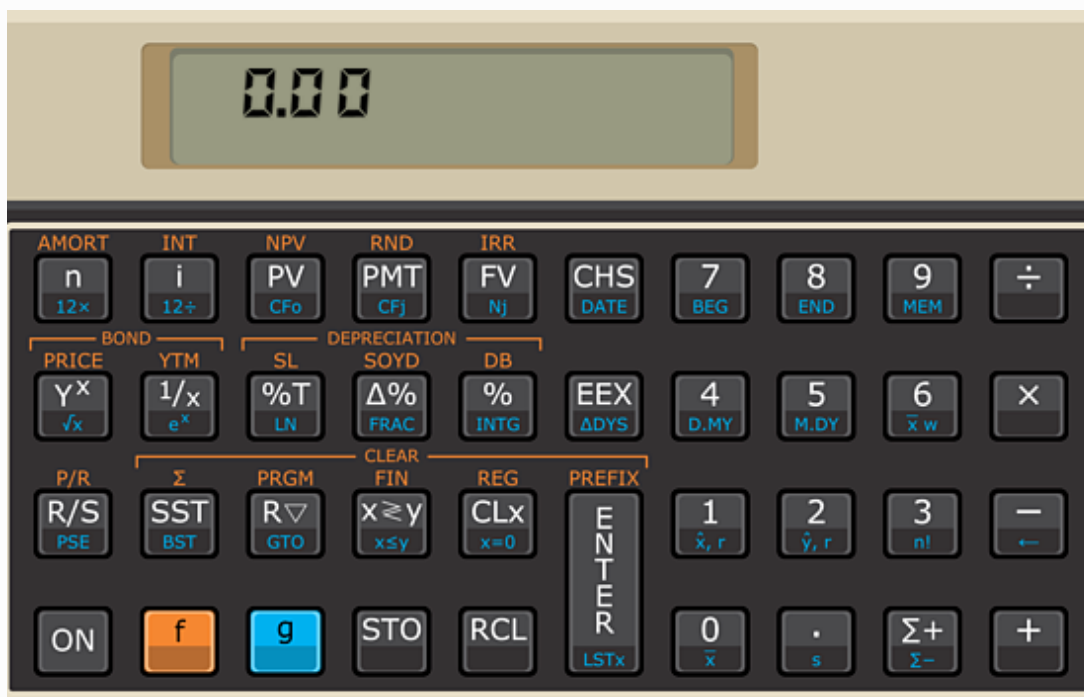 0.00
AMORT INT NPV RND IRR
n i PV PMT FV CHS 7 8 9 ÷
12× 12÷ CFo CFj Nj DATE BEG END MEM
BOND DEPRECIATION
PRICE YTM SL SOYD DB
Yˣ 1/x %T Δ% % EEX 4 5 6 ×
√x eˣ LN FRAC INTG ΔDYS D.MY M.DY x̅ w
CLEAR
P/R Σ PRGM FIN REG PREFIX
R/S SST R▽ x≷y CLx ENTER 1 2 3 −
PSE BST GTO x≤y x=0 x̂, r ŷ, r n! ←
ON f g STO RCL 0 . Σ+ +
LSTx x̅ s Σ−